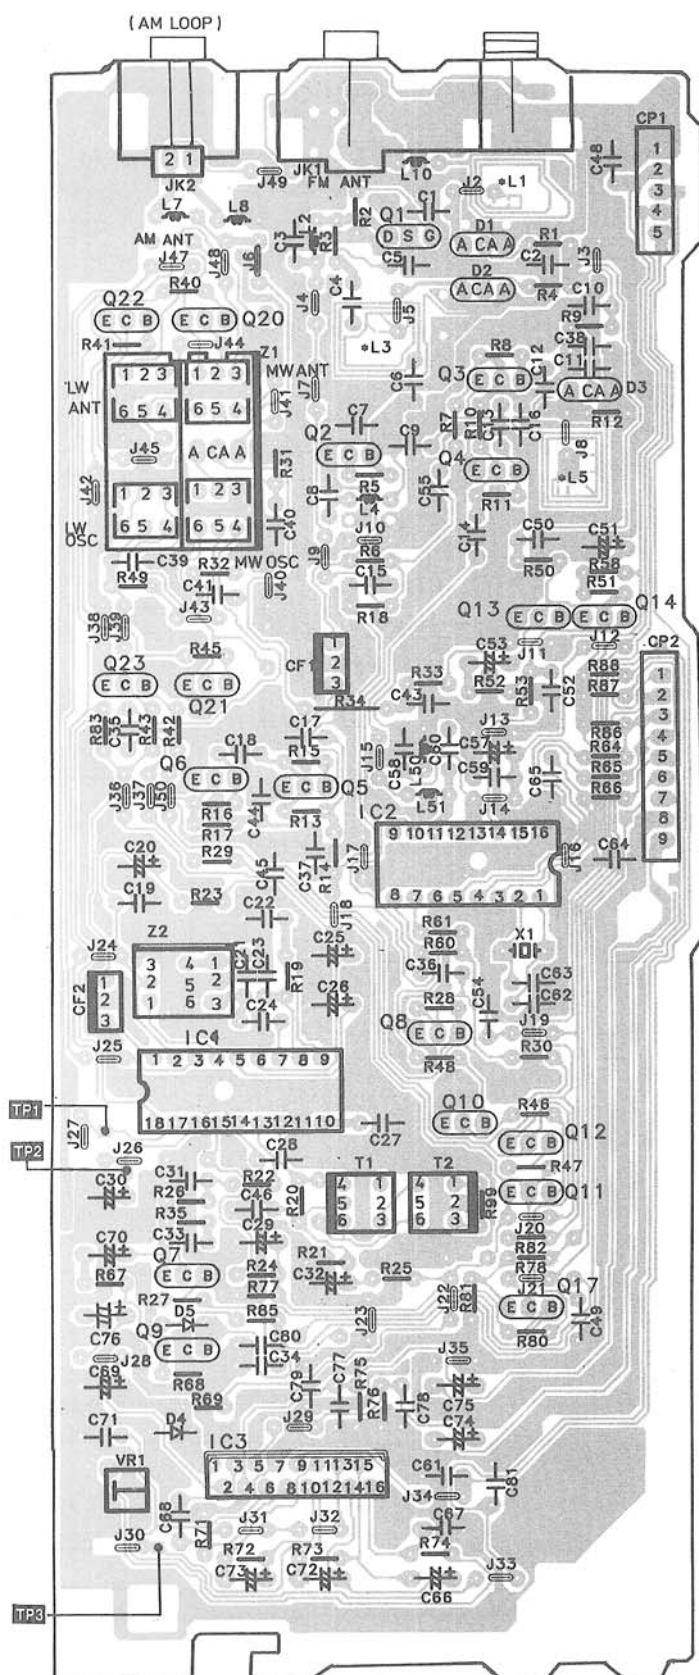 (AM LOOP)
CP1
1
2
3
4
5
C48
2 1
JK2
J49
JK1
FM ANT
L10
J2
*L1
L7
L8
R2
C1
Q1
D S G
D1
A CA A
R1
C3
R3
C5
C2
J3
AM ANT
J47
J48
J6
R40
D2
A CA A
R4
J4
C4
J5
C10
R9
Q22
E C B
E C B
Q20
R41
J44
*L3
R8
C38
C11
Z1
MW ANT
LW
ANT
1 2 3
1 2 3
6 5 4
6 5 4
J7
J41
C6
Q3
E C B
C12
A CA A
D3
R12
C7
C9
R7
R10
C13
C16
J8
Q2
E C B
J45
A CA A
R31
Q4
E C B
*L5
J42
1 2 3
1 2 3
6 5 4
6 5 4
LW
OSC
C8
R5
L4
C55
R11
C40
J10
C14
C50
C51
J9
R6
R50
R58
C39
R49
R32
MW OSC
C41
J40
C15
R51
R18
J43
Q13
E C B
E C B
Q14
J38
J39
J11
J12
CP2
R45
CF1
1
2
3
C53
R33
R52
R53
C52
R88
R87
Q23
E C B
E C B
Q21
R34
C43
R83
C35
R43
R42
C17
J13
R86
C18
R15
J15
C58
L50
C60
C57
C59
C65
R64
R65
R66
1
2
3
4
5
6
7
8
9
Q6
E C B
E C B
Q5
J36
J37
J50
L51
J14
R16
C44
R13
IC2
R17
R29
9 10 11 12 13 14 15 16
8 7 6 5 4 3 2 1
C20
C37
R14
J17
J16
C64
C45
C19
R23
C22
J18
R61
R60
X1
J24
Z2
3 4 1
2 5 2
1 6 3
C21
C23
R19
C25
C36
C63
C62
CF2
1
2
3
C26
R28
C54
C24
Q8
E C B
J19
J25
IC4
R48
R30
1 2 3 4 5 6 7 8 9
18 17 16 15 14 13 12 11 10
TP1
Q10
E C B
R46
J27
C27
E C B
Q12
TP2
J26
C28
T1
T2
R47
C30
C31
R22
4 1
5 2
6 3
4 1
5 2
6 3
E C B
Q11
R26
C46
R20
R99
R35
C33
C29
J20
C70
Q7
E C B
R21
R82
R67
R24
C32
R25
R78
R77
J22
R81
J21
Q17
R27
D5
R85
J23
E C B
C49
C76
Q9
E C B
C80
R80
J28
C34
J35
C69
R68
C79
C77
R75
R76
C78
C75
R69
C71
D4
J29
C74
IC3
1 3 5 7 9 11 13 15
2 4 6 8 10 12 14 16
C61
C81
VR1
J34
C68
R71
J31
J32
C67
J30
R72
R73
R74
C73
C72
C66
J33
TP3